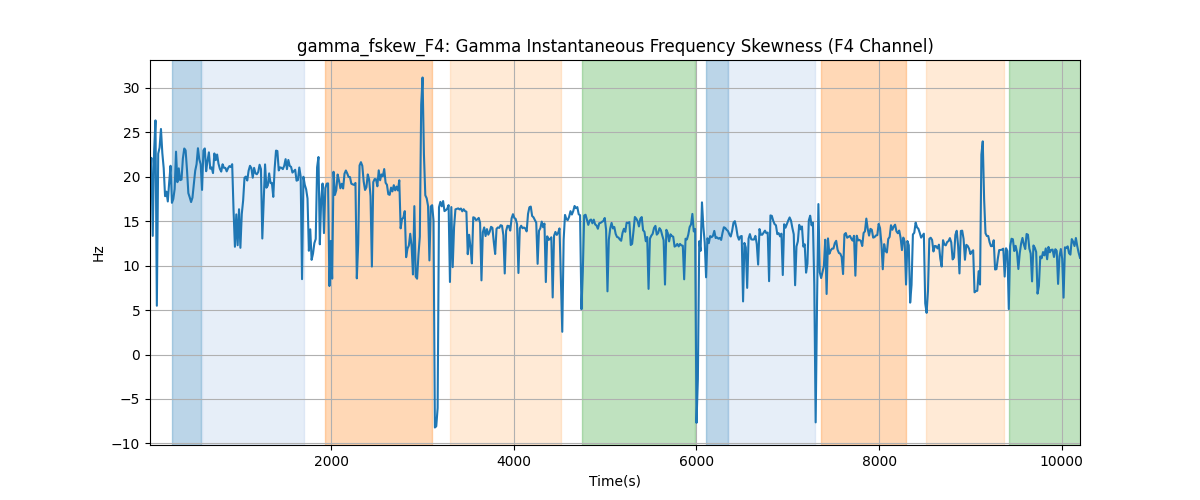 gamma_fskew_F4: Gamma Instantaneous Frequency Skewness (F4 Channel)
30
25
20
15
10
5
0
−5
−10
Hz
2000 4000 6000 8000 10000
Time(s)